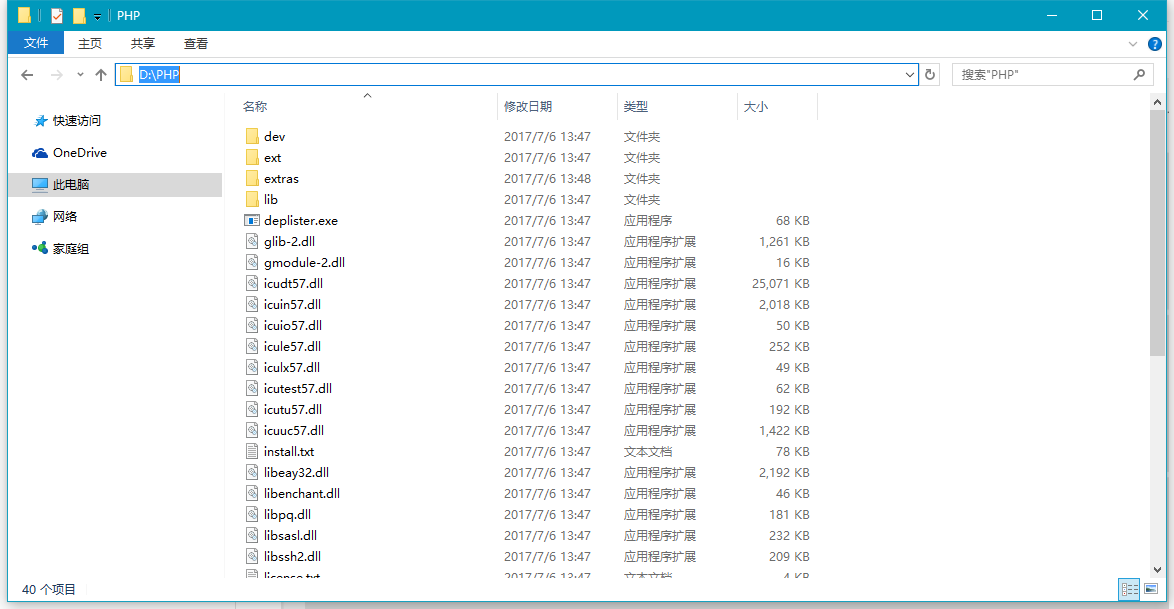 PHP
文件 主页 共享 查看
D:\PHP 搜索"PHP"
名称 修改日期 类型 大小
快速访问
OneDrive
此电脑
网络
家庭组
dev 2017/7/6 13:47 文件夹
ext 2017/7/6 13:47 文件夹
extras 2017/7/6 13:48 文件夹
lib 2017/7/6 13:47 文件夹
deplister.exe 2017/7/6 13:47 应用程序 68 KB
glib-2.dll 2017/7/6 13:47 应用程序扩展 1,261 KB
gmodule-2.dll 2017/7/6 13:47 应用程序扩展 16 KB
icudt57.dll 2017/7/6 13:47 应用程序扩展 25,071 KB
icuin57.dll 2017/7/6 13:47 应用程序扩展 2,018 KB
icuio57.dll 2017/7/6 13:47 应用程序扩展 50 KB
icule57.dll 2017/7/6 13:47 应用程序扩展 252 KB
iculx57.dll 2017/7/6 13:47 应用程序扩展 49 KB
icutest57.dll 2017/7/6 13:47 应用程序扩展 62 KB
icutu57.dll 2017/7/6 13:47 应用程序扩展 192 KB
icuuc57.dll 2017/7/6 13:47 应用程序扩展 1,422 KB
install.txt 2017/7/6 13:47 文本文档 78 KB
libeay32.dll 2017/7/6 13:47 应用程序扩展 2,192 KB
libenchant.dll 2017/7/6 13:47 应用程序扩展 46 KB
libpq.dll 2017/7/6 13:47 应用程序扩展 181 KB
libsasl.dll 2017/7/6 13:47 应用程序扩展 232 KB
libssh2.dll 2017/7/6 13:47 应用程序扩展 209 KB
license.txt 2017/7/6 13:47 文本文档 4 KB
40 个项目